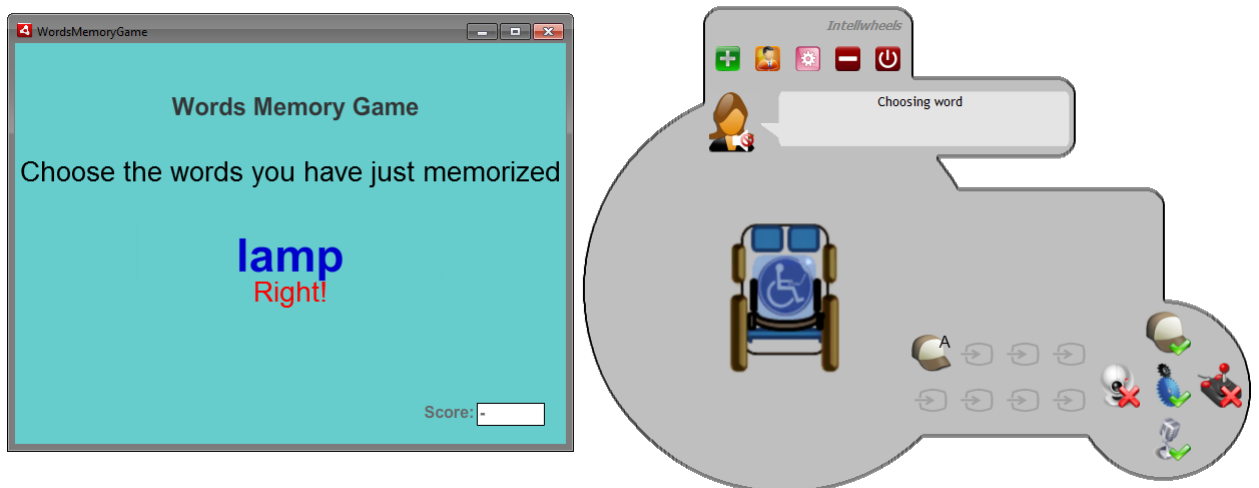 WordsMemoryGame
Words Memory Game
Choose the words you have just memorized
lamp
Right!
Score: -
Intellwheels
Choosing word
A